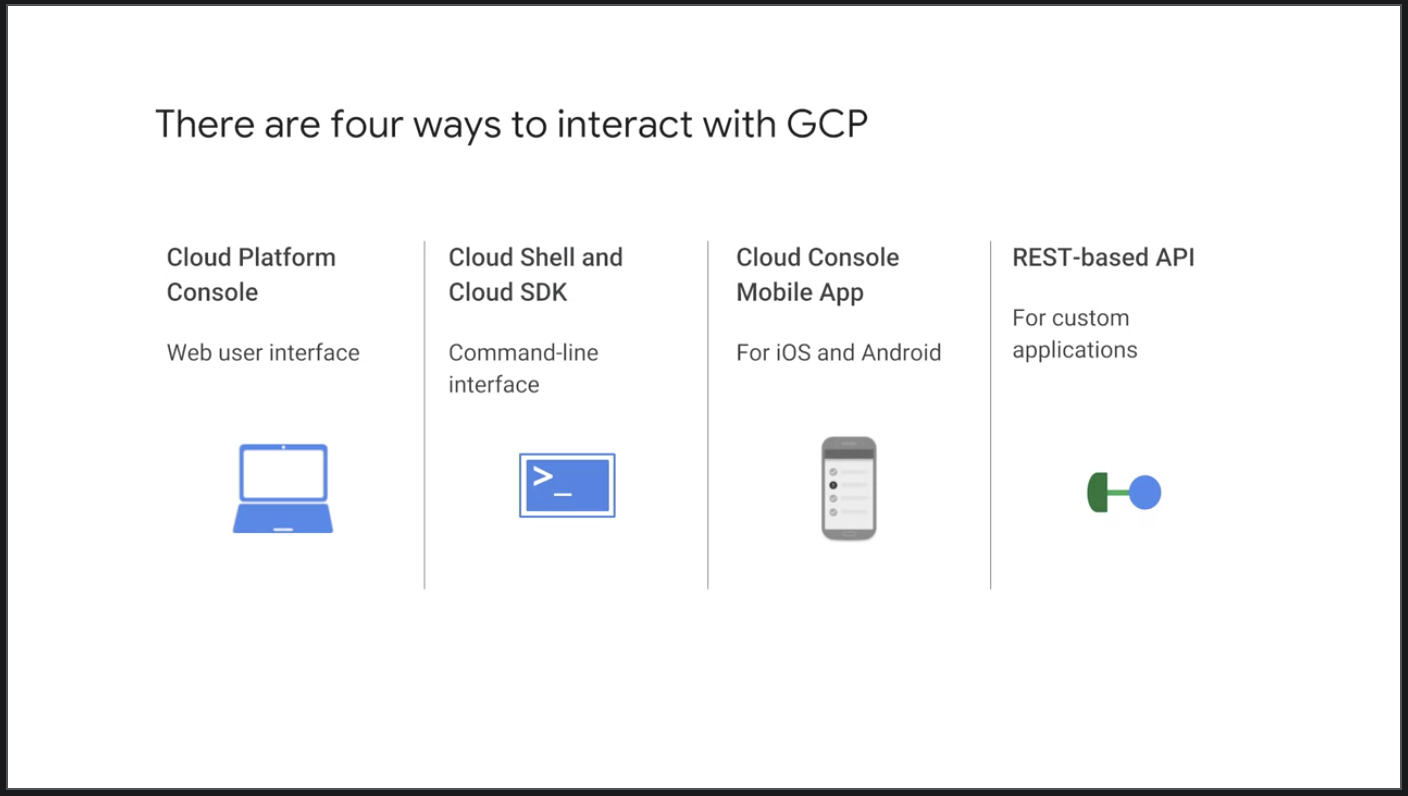 There are four ways to interact with GCP
Cloud Platform
Console
Web user interface
Cloud Shell and
Cloud SDK
Command-line
interface
>_
Cloud Console
Mobile App
For iOS and Android
REST-based API
For custom
applications